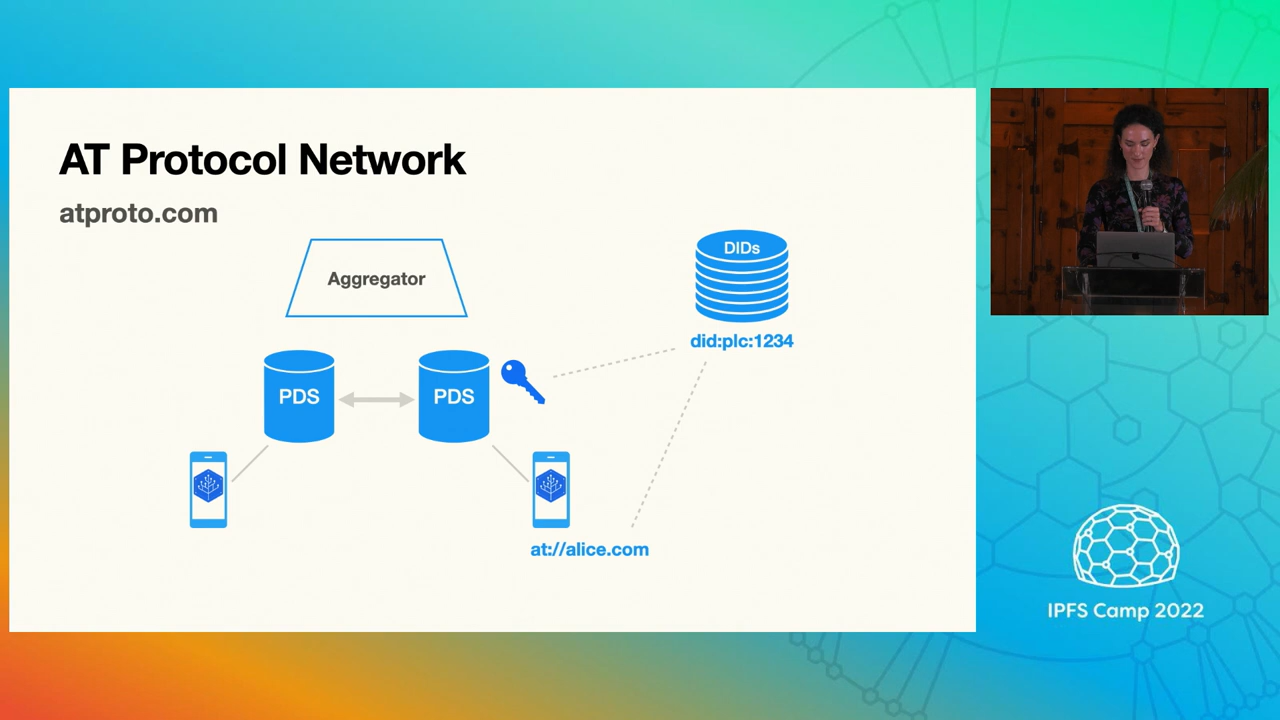 AT Protocol Network
atproto.com
Aggregator
DIDs
did:plc:1234
PDS
PDS
at://alice.com
IPFS Camp 2022